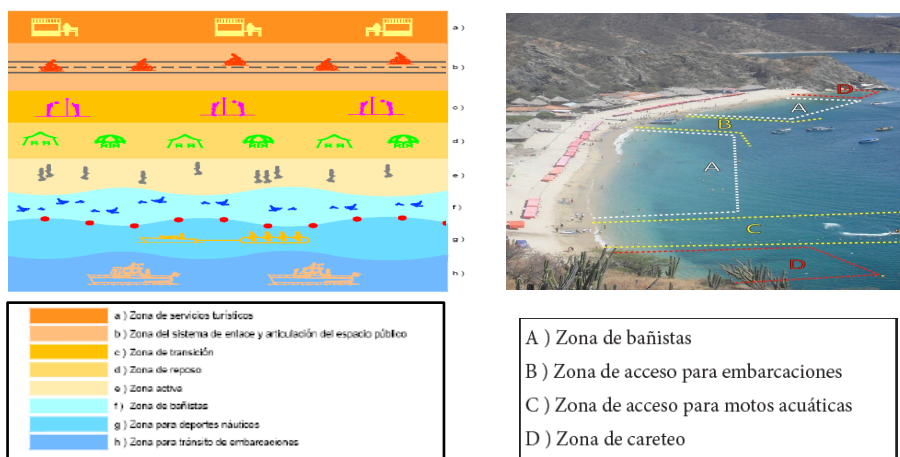 a )
b )
c )
d )
e )
f )
g )
h )
a ) Zona de servicios turísticos
b ) Zona del sistema de enlace y articulación del espacio público
c ) Zona de transición
d ) Zona de reposo
e ) Zona activa
f ) Zona de bañistas
g ) Zona para deportes náuticos
h ) Zona para tránsito de embarcaciones
D
A
B
A
C
D
A ) Zona de bañistas
B ) Zona de acceso para embarcaciones
C ) Zona de acceso para motos acuáticas
D ) Zona de careteo